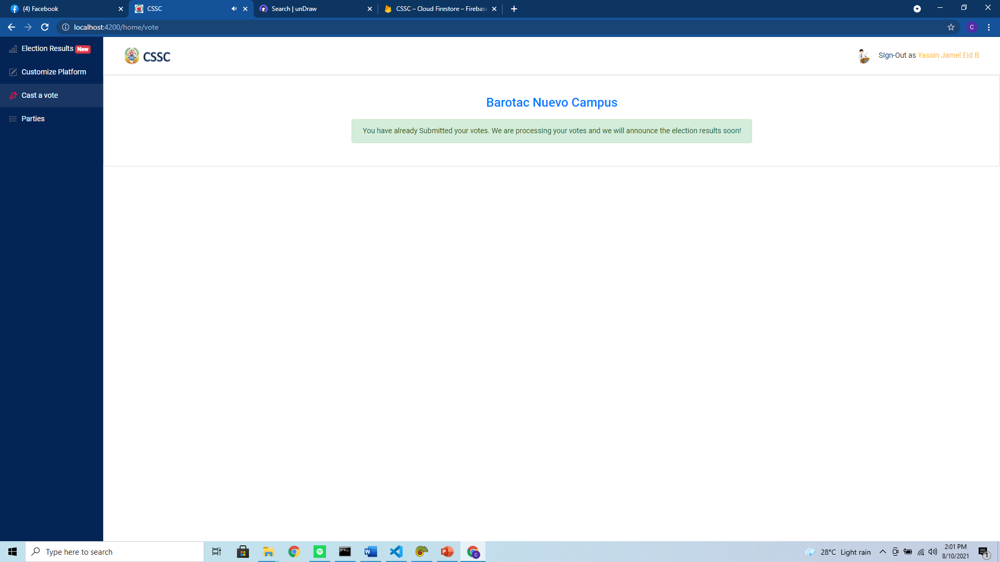 (4) Facebook
CSSC
Search | unDraw
CSSC – Cloud Firestore – Firebase
localhost:4200/home/vote
C
Election Results New
Customize Platform
Cast a vote
Parties
CSSC
SIgn-Out as Yassin Jamel Eid B
Barotac Nuevo Campus
You have already Submitted your votes. We are processing your votes and we will announce the election results soon!
Type here to search
28°C Light rain
2:01 PM
8/10/2021
1